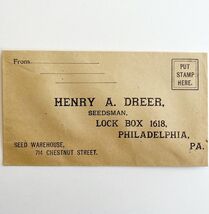 From
PUT
STAMP
HERE.
HENRY A. DREER,
SEEDSMAN,
LOCK BOX 1618,
PHILADELPHIA,
PA.
SEED WAREHOUSE,
714 CHESTNUT STREET.